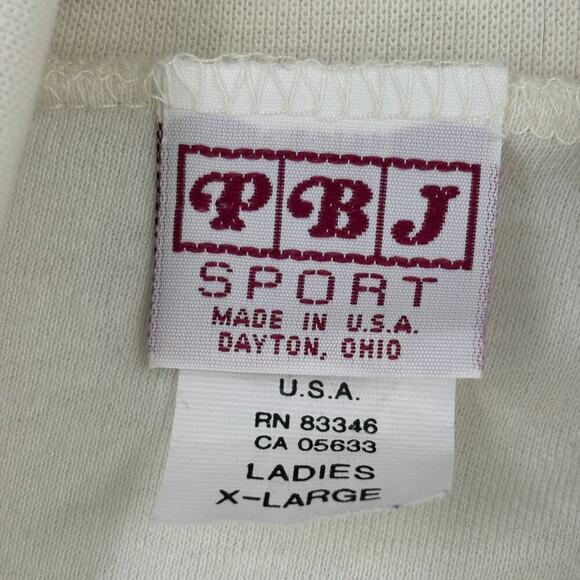 PBJ
SPORT
MADE IN U.S.A.
DAYTON, OHIO
U.S.A.
RN 83346
CA 05633
LADIES
X-LARGE